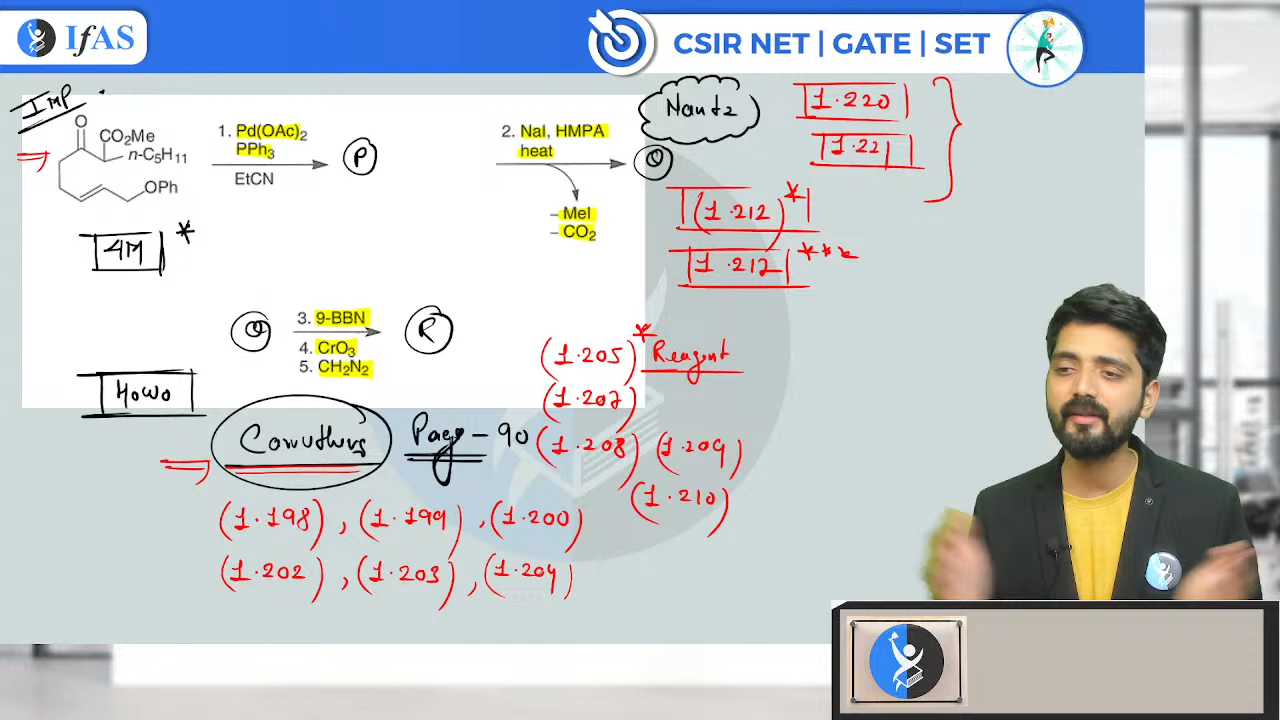 IfAS
CSIR NET | GATE | SET
IMP
O
CO2Me
n-C5H11
OPh
1. Pd(OAc)2
PPh3
EtCN
P
2. NaI, HMPA
heat
– MeI
– CO2
Q
4M *
Q
3. 9-BBN
4. CrO3
5. CH2N2
R
1.220
1.221
(1.212)*
1.212 ***
HOWO
Page – 90
(1.205)* Reagent
(1.207)
(1.208) (1.209)
(1.210)
(1.198), (1.199), (1.200)
(1.202), (1.203), (1.204)